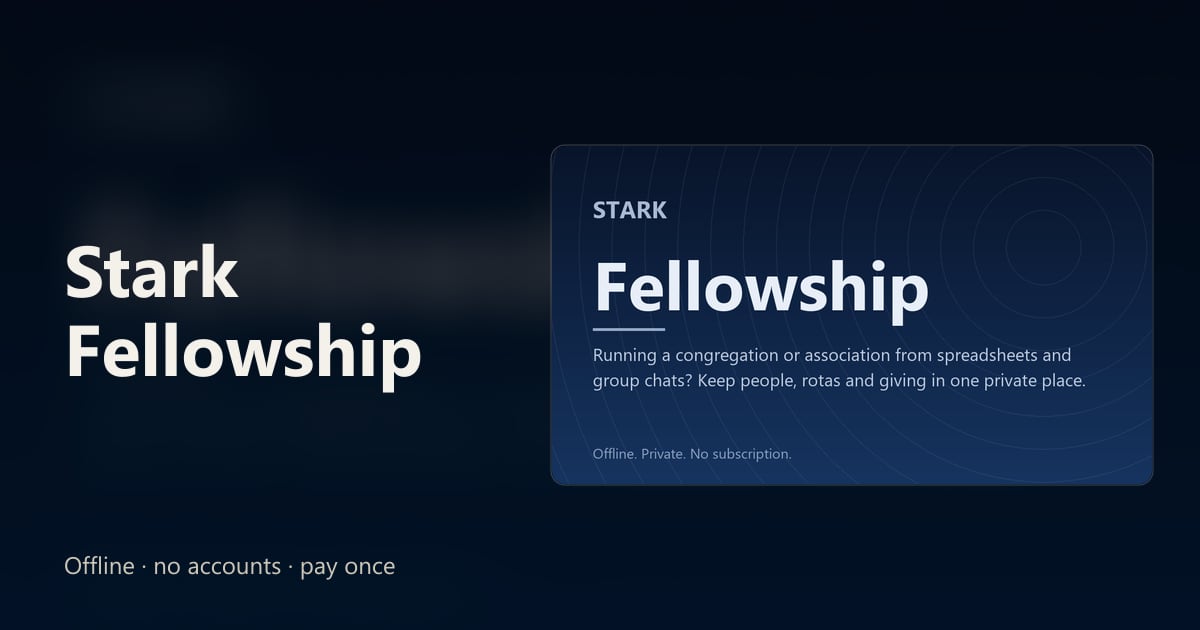 Stark
Fellowship
Offline · no accounts · pay once
STARK
Fellowship
Running a congregation or association from spreadsheets and
group chats? Keep people, rotas and giving in one private place.
Offline. Private. No subscription.